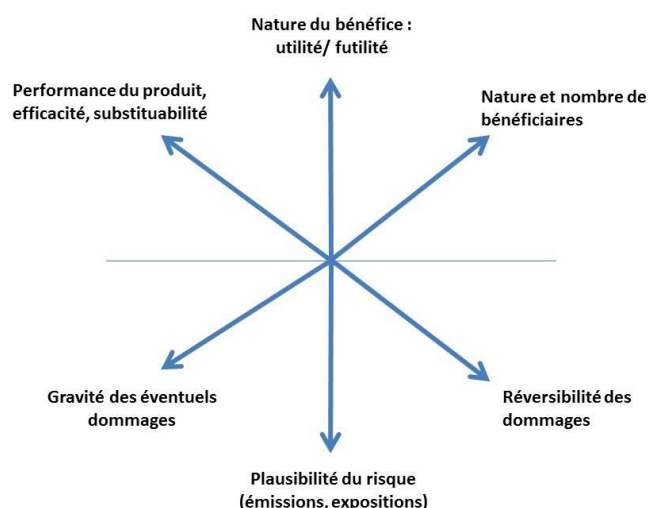 Nature du bénéfice :
utilité/ futilité
Performance du produit,
efficacité, substituabilité
Nature et nombre de
bénéficiaires
Gravité des éventuels
dommages
Réversibilité des
dommages
Plausibilité du risque
(émissions, expositions)